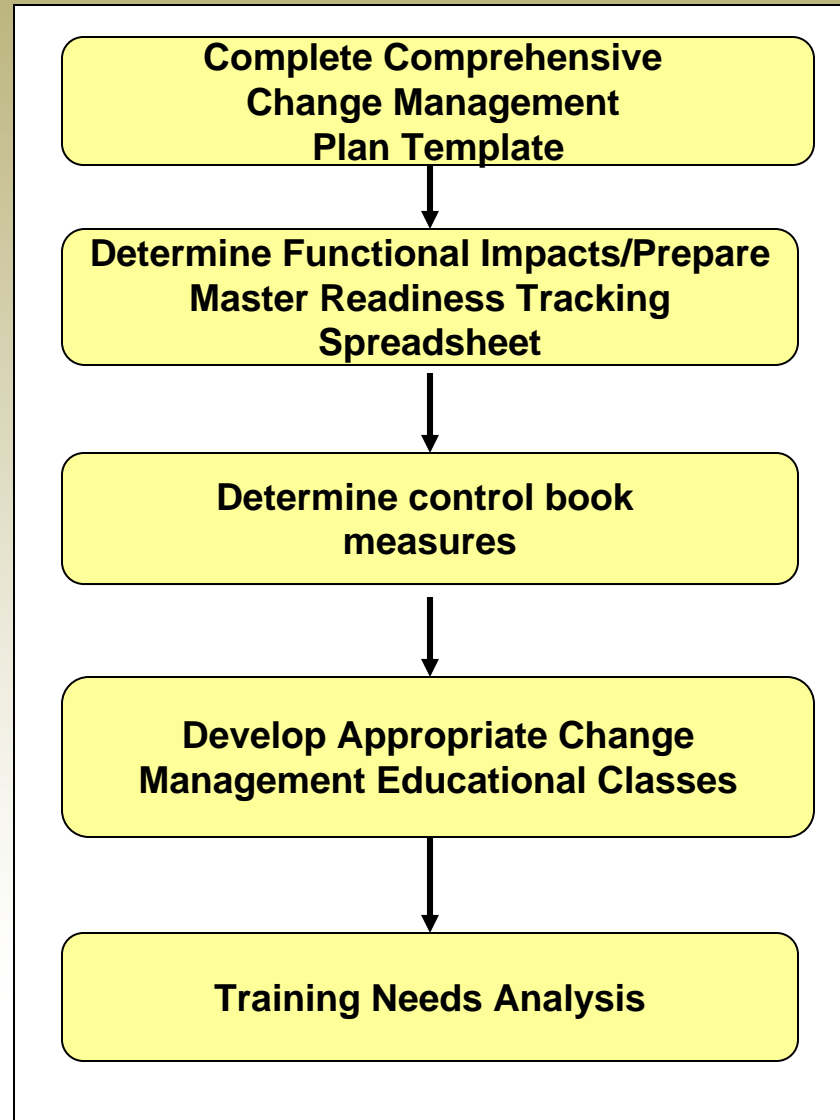 Complete Comprehensive
Change Management
Plan Template
Determine Functional Impacts/Prepare
Master Readiness Tracking
Spreadsheet
Determine control book
measures
Develop Appropriate Change
Management Educational Classes
Training Needs Analysis